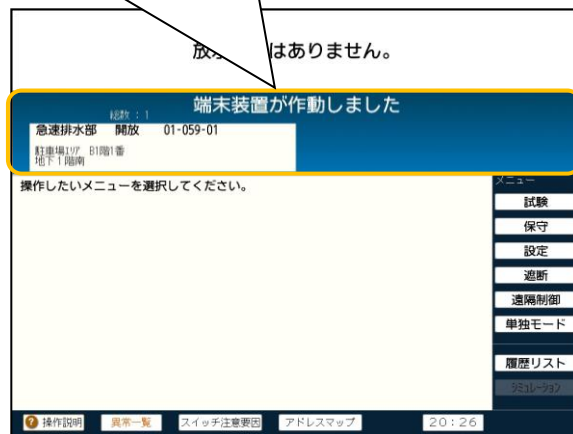 放 はありません。
端末装置が作動しました
総数：1
急速排水部 開放 01-059-01
駐車場ｴﾘｱ B1階1番
地下1階南
操作したいメニューを選択してください。
メニュー
試験
保守
設定
遮断
遠隔制御
単独モード
履歴リスト
ｼﾐｭﾚｰｼｮﾝ
? 操作説明 異常一覧 スイッチ注意要因 アドレスマップ 20:26